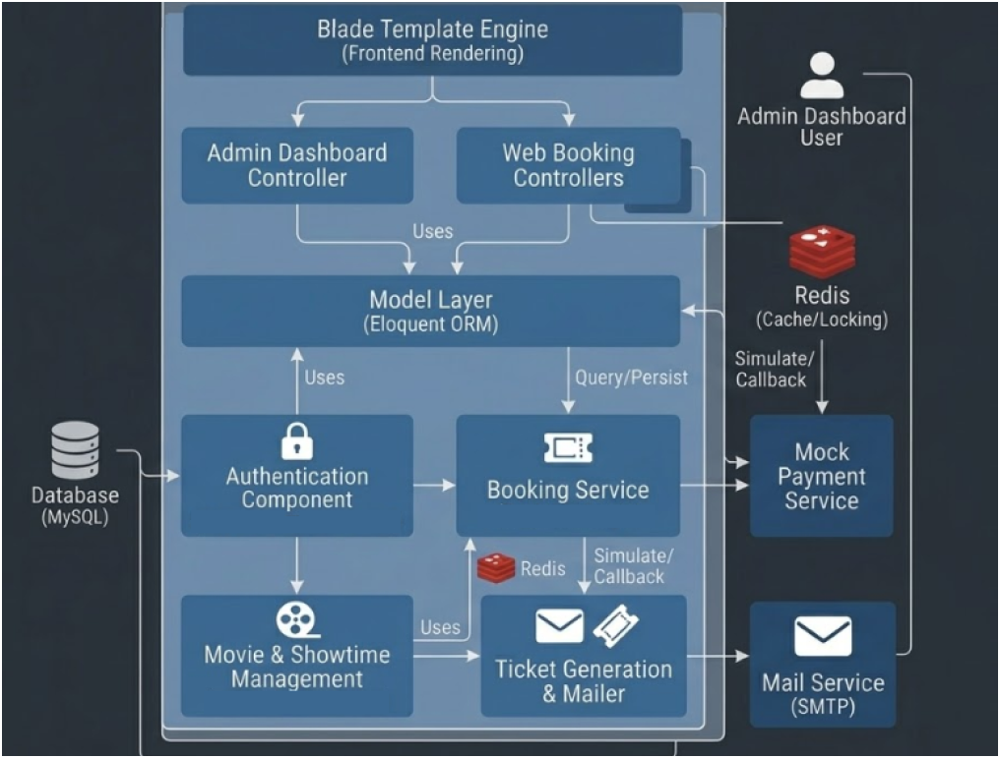 Blade Template Engine
(Frontend Rendering)
Admin Dashboard
User
Admin Dashboard
Controller
Web Booking
Controllers
Uses
Redis
(Cache/Locking)
Model Layer
(Eloquent ORM)
Simulate/
Callback
Uses
Query/Persist
Database
(MySQL)
Authentication
Component
Booking Service
Mock
Payment
Service
Redis
Simulate/
Callback
Uses
Movie & Showtime
Management
Ticket Generation
& Mailer
Mail Service
(SMTP)